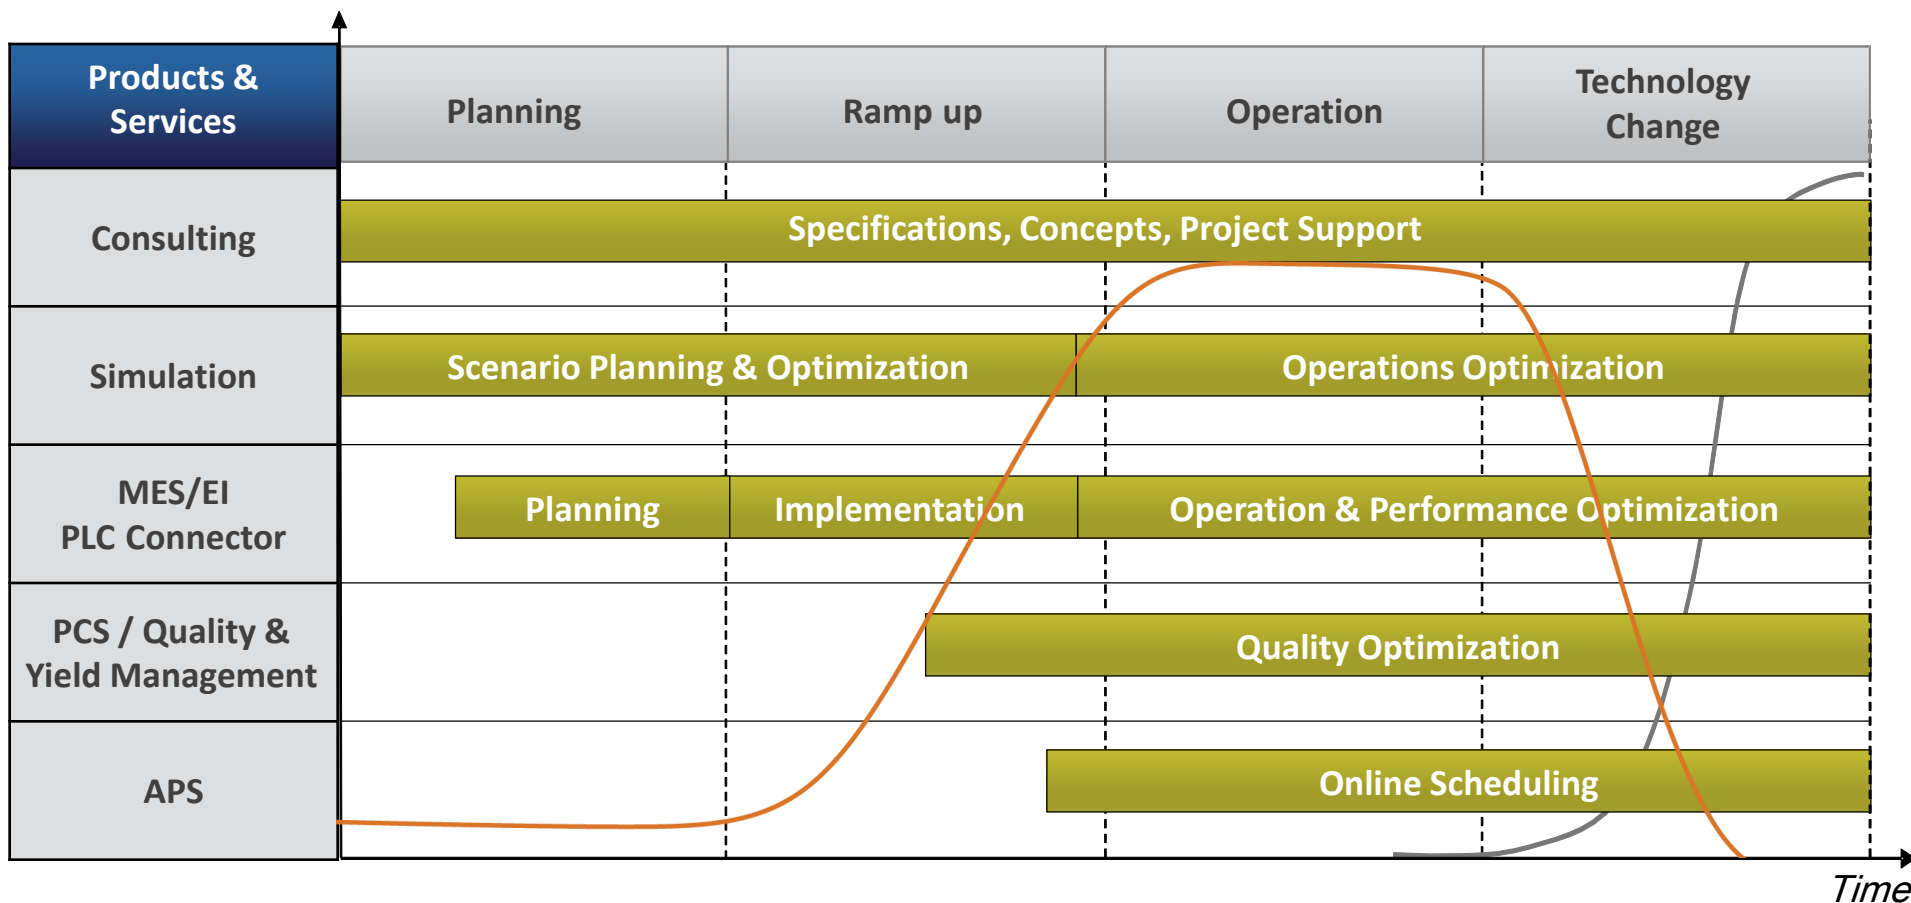 Products &
Services
Planning
Ramp up
Operation
Technology
Change
Consulting
Specifications, Concepts, Project Support
Simulation
Scenario Planning & Optimization
Operations Optimization
MES/EI
PLC Connector
Planning
Implementation
Operation & Performance Optimization
PCS / Quality &
Yield Management
Quality Optimization
APS
Online Scheduling
Time